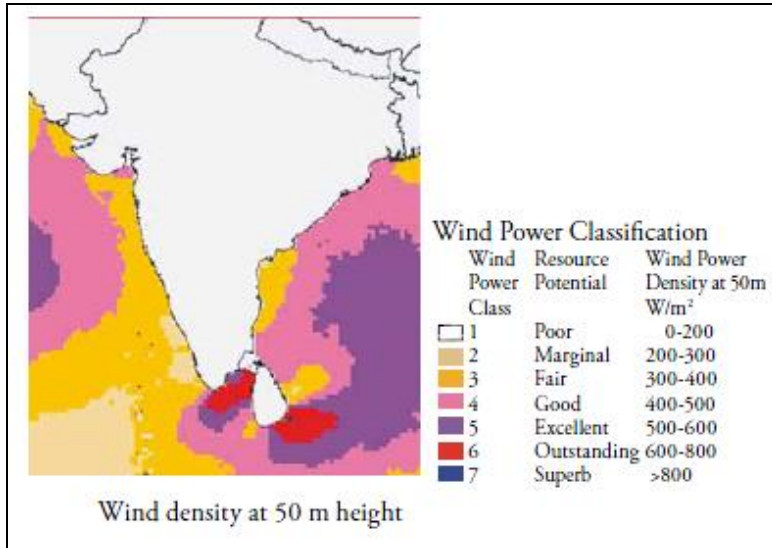 Wind Power Classification
Wind Resource Wind Power
Power Potential Density at 50m
Class W/m²
1 Poor 0-200
2 Marginal 200-300
3 Fair 300-400
4 Good 400-500
5 Excellent 500-600
6 Outstanding 600-800
7 Superb >800
Wind density at 50 m height